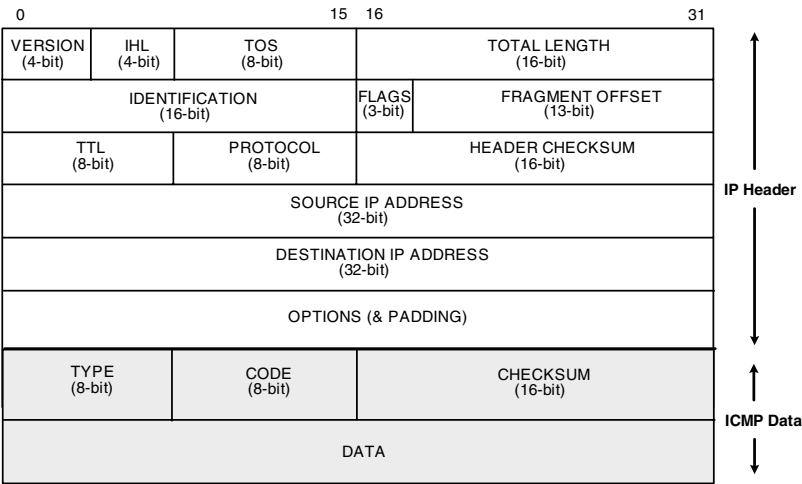 0 15 16 31
VERSION IHL TOS TOTAL LENGTH
(4-bit) (4-bit) (8-bit) (16-bit)
IDENTIFICATION FLAGS FRAGMENT OFFSET
(16-bit) (3-bit) (13-bit)
TTL PROTOCOL HEADER CHECKSUM
(8-bit) (8-bit) (16-bit)
IP Header
SOURCE IP ADDRESS
(32-bit)
DESTINATION IP ADDRESS
(32-bit)
OPTIONS (& PADDING)
TYPE CODE CHECKSUM
(8-bit) (8-bit) (16-bit)
ICMP Data
DATA